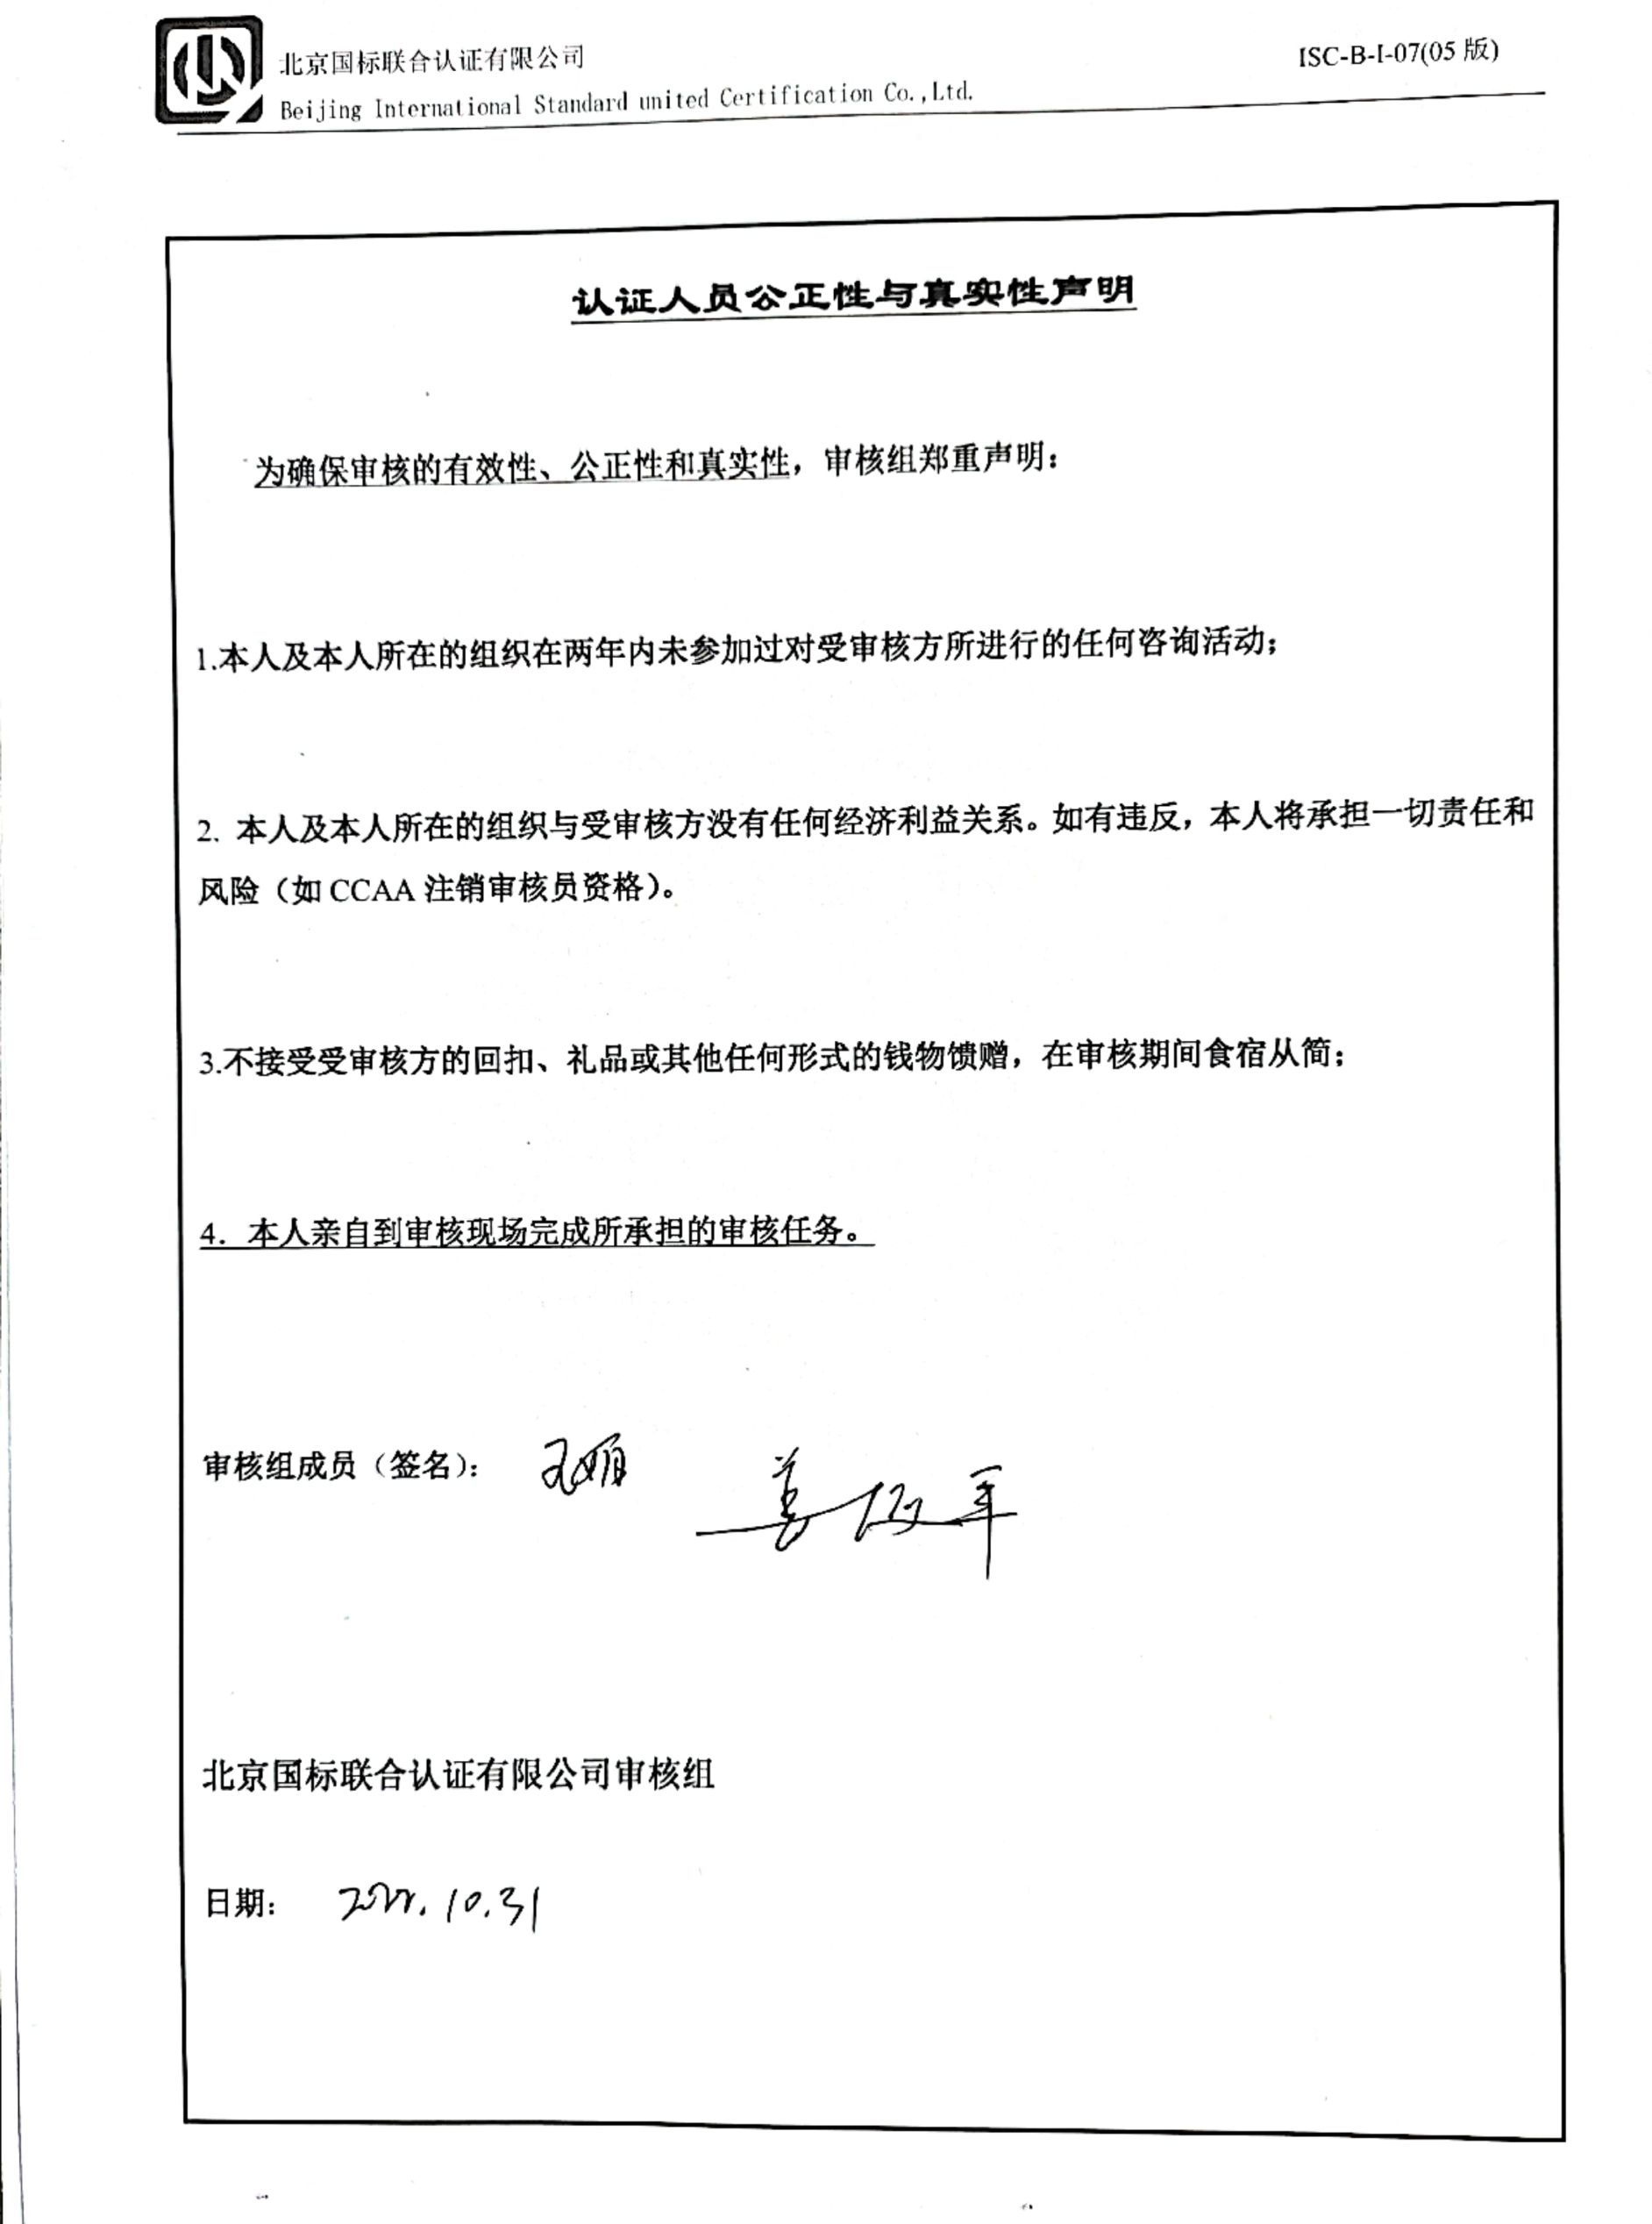 北京国标联合认证有限公司
ISC-B-I-07(05 版)
Beijing International Standard united Certification Co.,Ltd.
认证人员公正性与真实性声明
为确保审核的有效性、公正性和真实性，审核组郑重声明：
1.本人及本人所在的组织在两年内未参加过对受审核方所进行的任何咨询活动；
2. 本人及本人所在的组织与受审核方没有任何经济利益关系。如有违反，本人将承担一切责任和
风险（如 CCAA 注销审核员资格）。
3.不接受受审核方的回扣、礼品或其他任何形式的钱物馈赠，在审核期间食宿从简；
4. 本人亲自到审核现场完成所承担的审核任务。
审核组成员（签名）：
北京国标联合认证有限公司审核组
日期： 2022.10.31